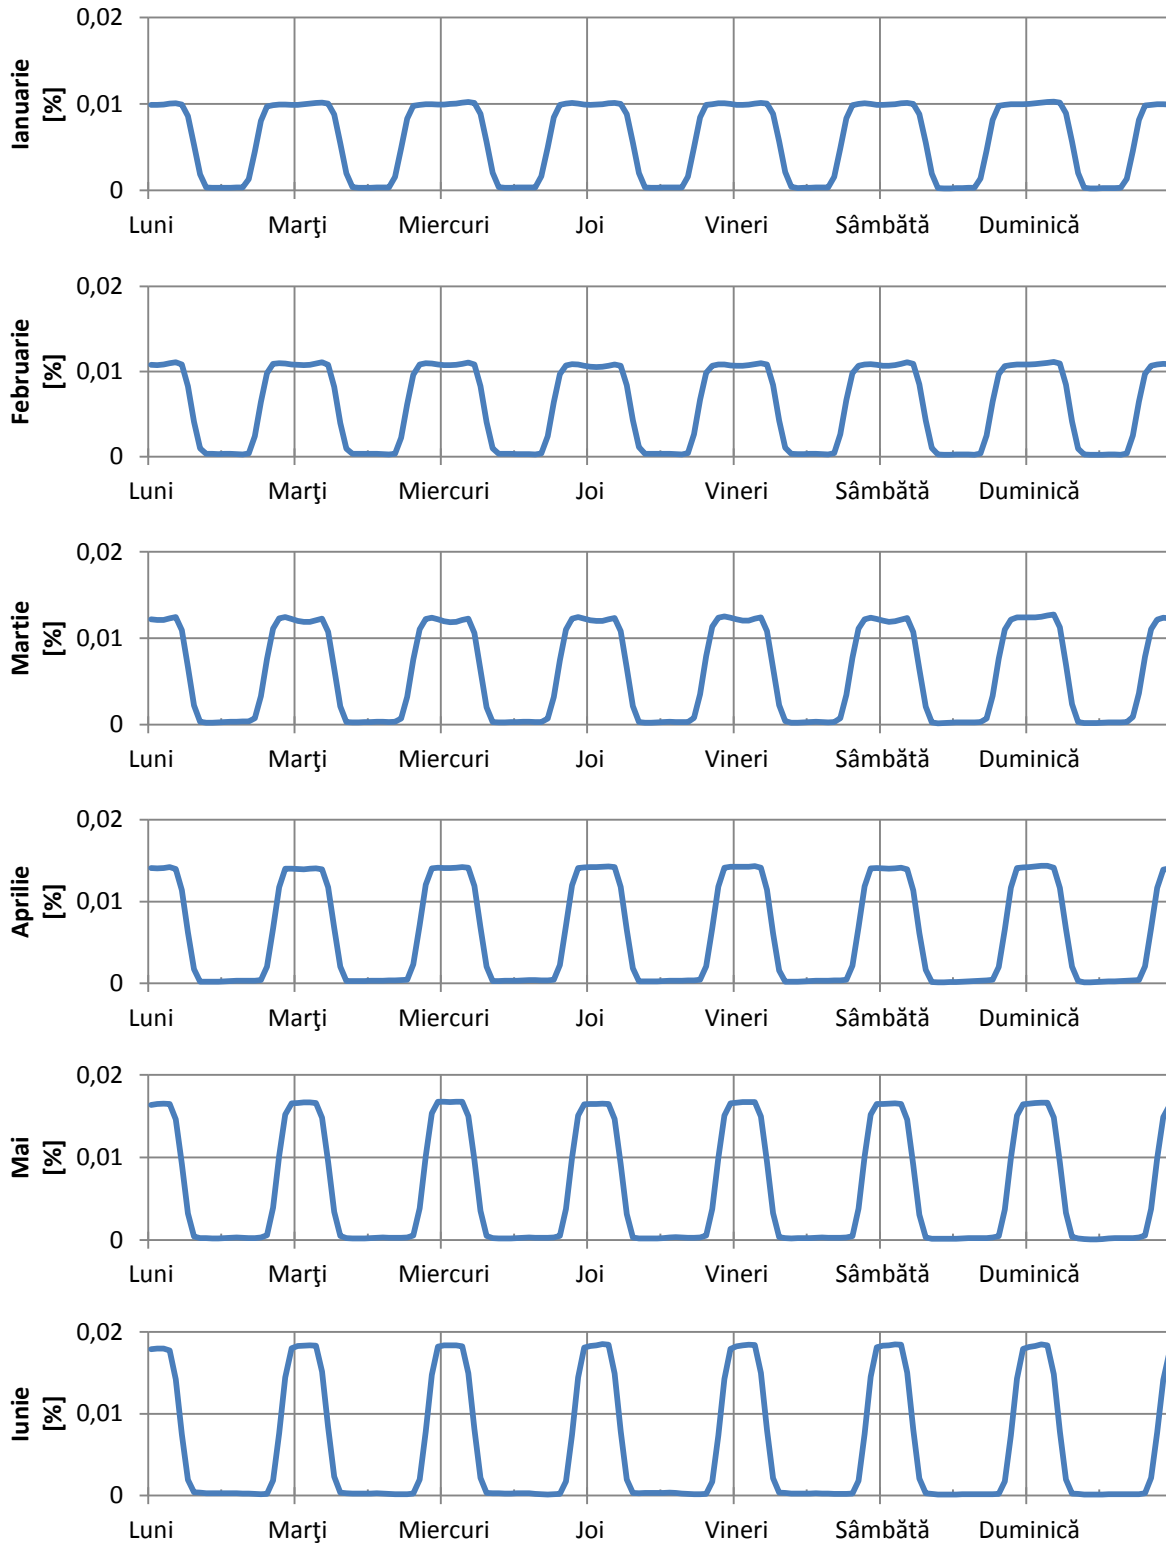 Ianuarie
[%]
0,02
0,01
0
Luni Marţi Miercuri Joi Vineri Sâmbătă Duminică
Februarie
[%]
0,02
0,01
0
Luni Marţi Miercuri Joi Vineri Sâmbătă Duminică
Martie
[%]
0,02
0,01
0
Luni Marţi Miercuri Joi Vineri Sâmbătă Duminică
Aprilie
[%]
0,02
0,01
0
Luni Marţi Miercuri Joi Vineri Sâmbătă Duminică
Mai
[%]
0,02
0,01
0
Luni Marţi Miercuri Joi Vineri Sâmbătă Duminică
Iunie
[%]
0,02
0,01
0
Luni Marţi Miercuri Joi Vineri Sâmbătă Duminică